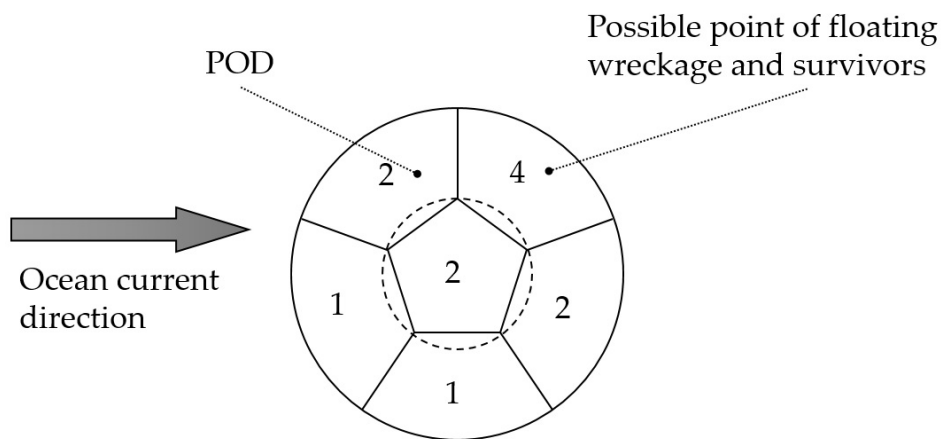 Possible point of floating
wreckage and survivors
POD
2
4
Ocean current
direction
1
2
2
1